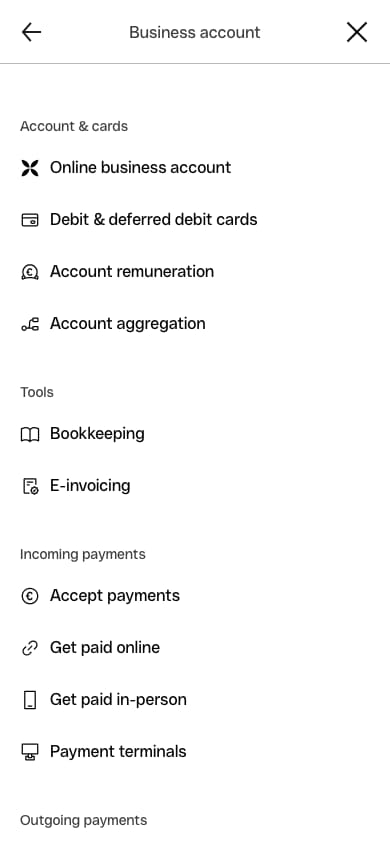 Business account
Account & cards
Online business account
Debit & deferred debit cards
Account remuneration
Account aggregation
Tools
Bookkeeping
E-invoicing
Incoming payments
Accept payments
Get paid online
Get paid in-person
Payment terminals
Outgoing payments